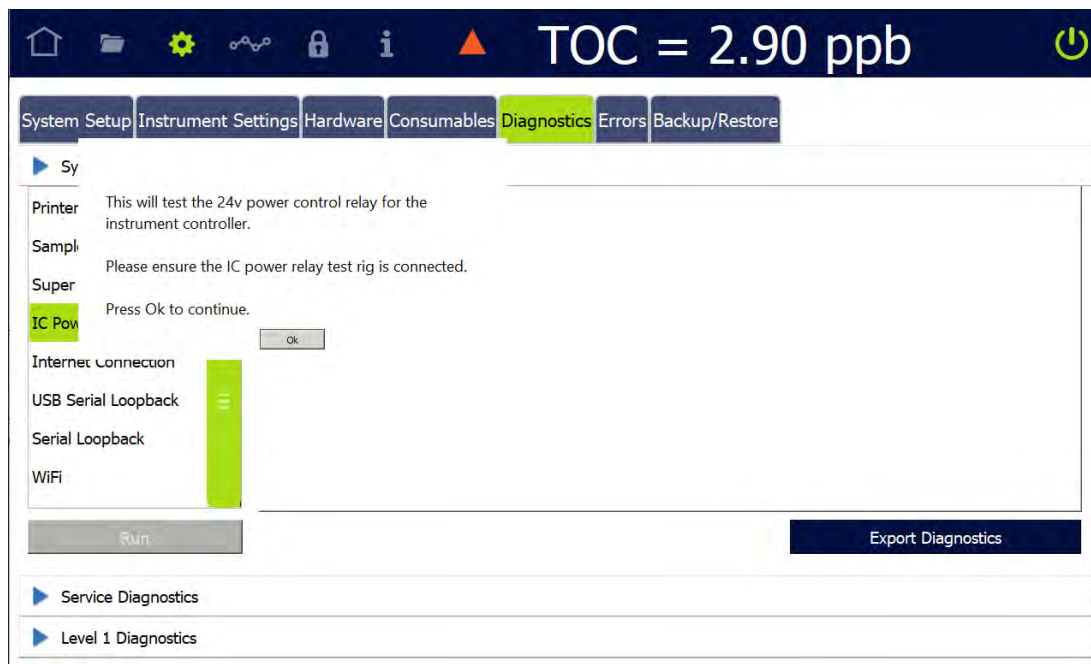 TOC = 2.90 ppb
System Setup Instrument Settings Hardware Consumables Diagnostics Errors Backup/Restore
Sy
This will test the 24v power control relay for the
instrument controller.
Please ensure the IC power relay test rig is connected.
Press Ok to continue.
Ok
Printer
Sampl
Super
IC Pow
Internet Connection
USB Serial Loopback
Serial Loopback
WiFi
Run
Export Diagnostics
Service Diagnostics
Level 1 Diagnostics